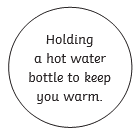 Holding
a hot water
bottle to keep
you warm.